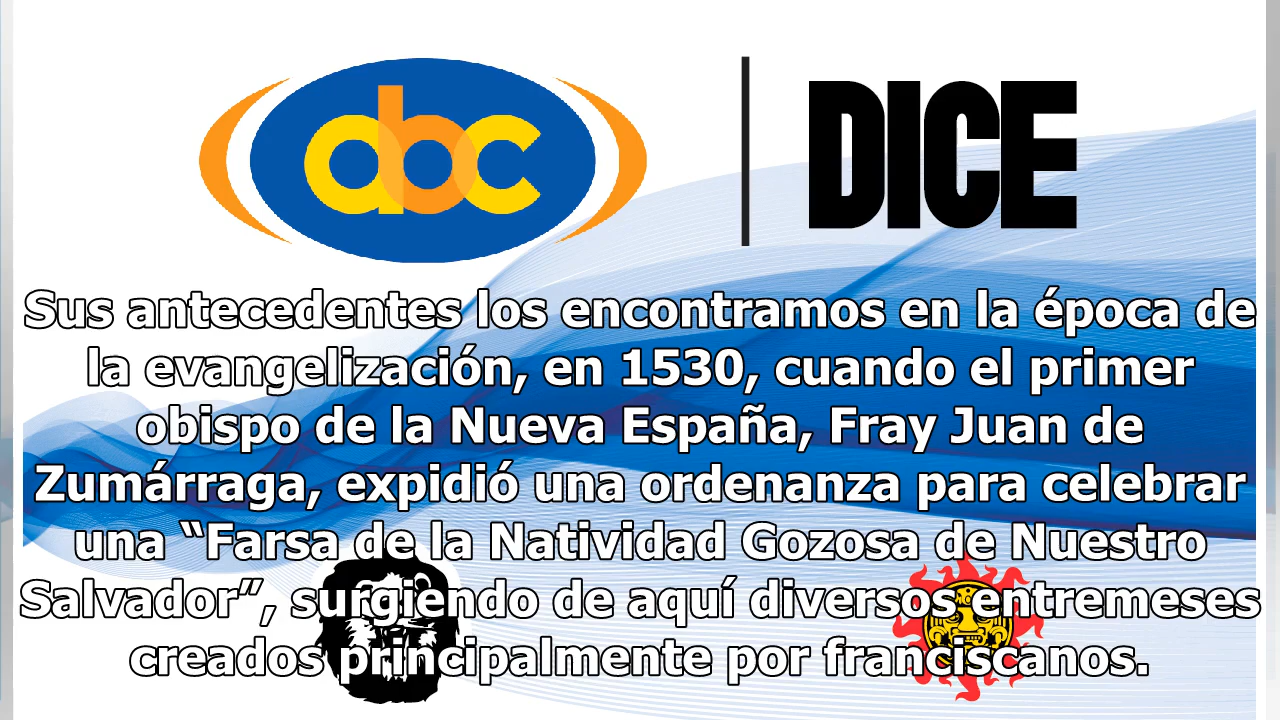 abc
DICE
Sus antecedentes los encontramos en la época de
la evangelización, en 1530, cuando el primer
obispo de la Nueva España, Fray Juan de
Zumárraga, expidió una ordenanza para celebrar
una “Farsa de la Natividad Gozosa de Nuestro
Salvador”, surgiendo de aquí diversos entremeses
creados principalmente por franciscanos.